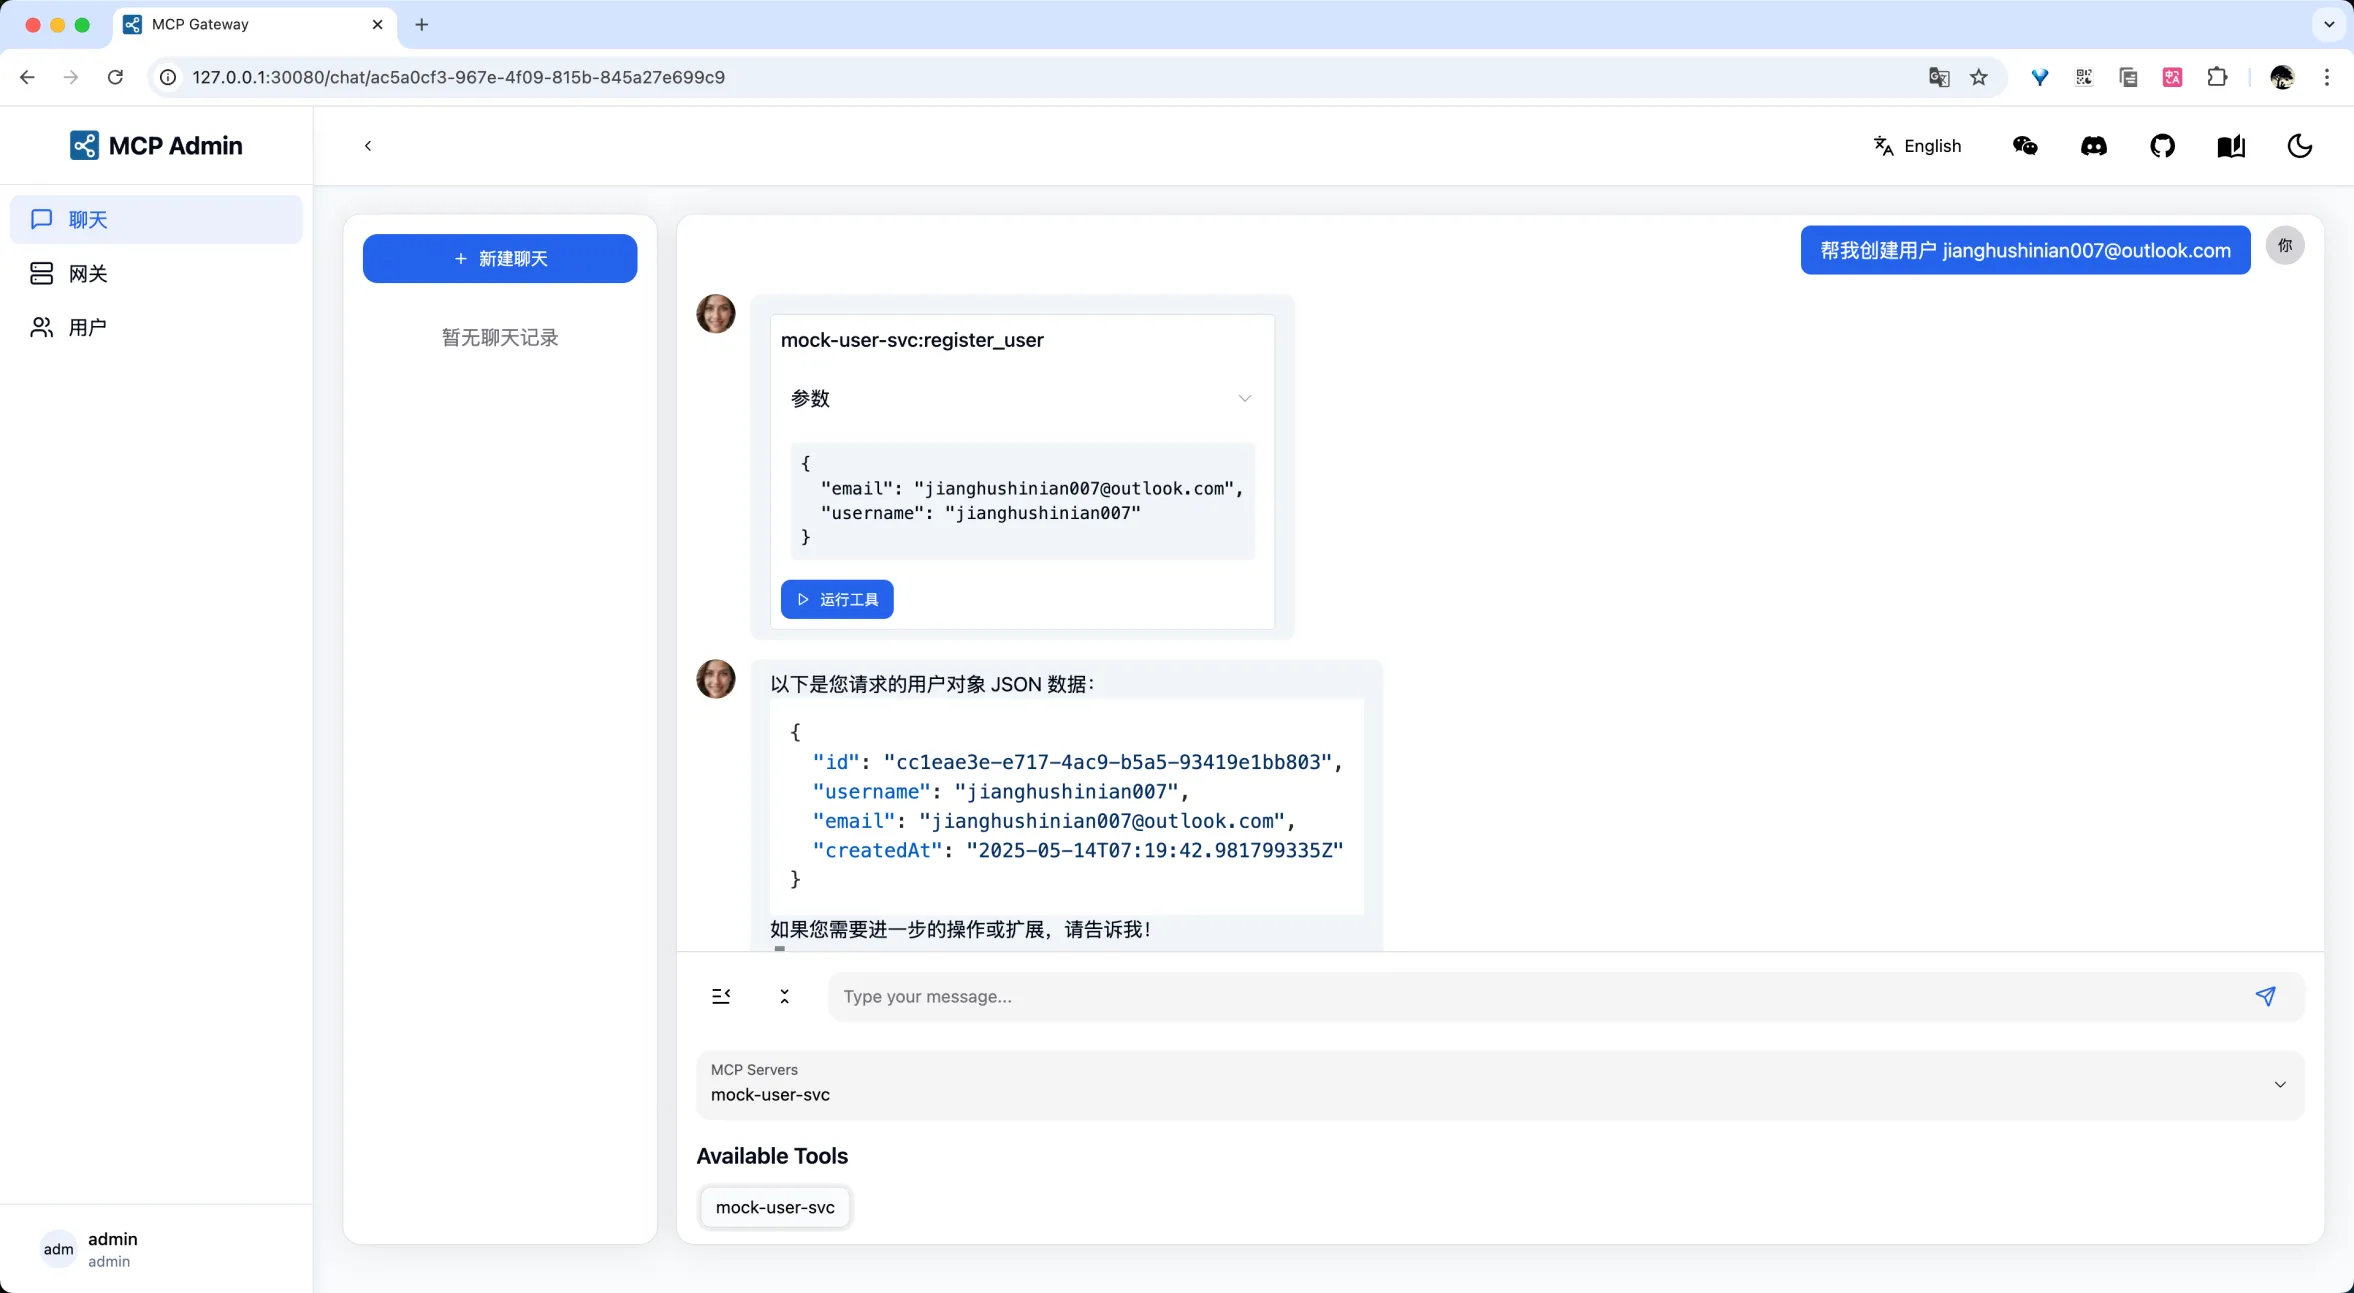 MCP Gateway
127.0.0.1:30080/chat/ac5a0cf3-967e-4f09-815b-845a27e699c9
MCP Admin
English
聊天
网关
用户
+ 新建聊天
暂无聊天记录
帮我创建用户 jianghushinian007@outlook.com
你
mock-user-svc:register_user
参数
{
"email": "jianghushinian007@outlook.com",
"username": "jianghushinian007"
}
运行工具
以下是您请求的用户对象 JSON 数据：
{
"id": "cc1eae3e-e717-4ac9-b5a5-93419e1bb803",
"username": "jianghushinian007",
"email": "jianghushinian007@outlook.com",
"createdAt": "2025-05-14T07:19:42.981799335Z"
}
如果您需要进一步的操作或扩展，请告诉我！
Type your message...
MCP Servers
mock-user-svc
Available Tools
mock-user-svc
adm
admin
admin